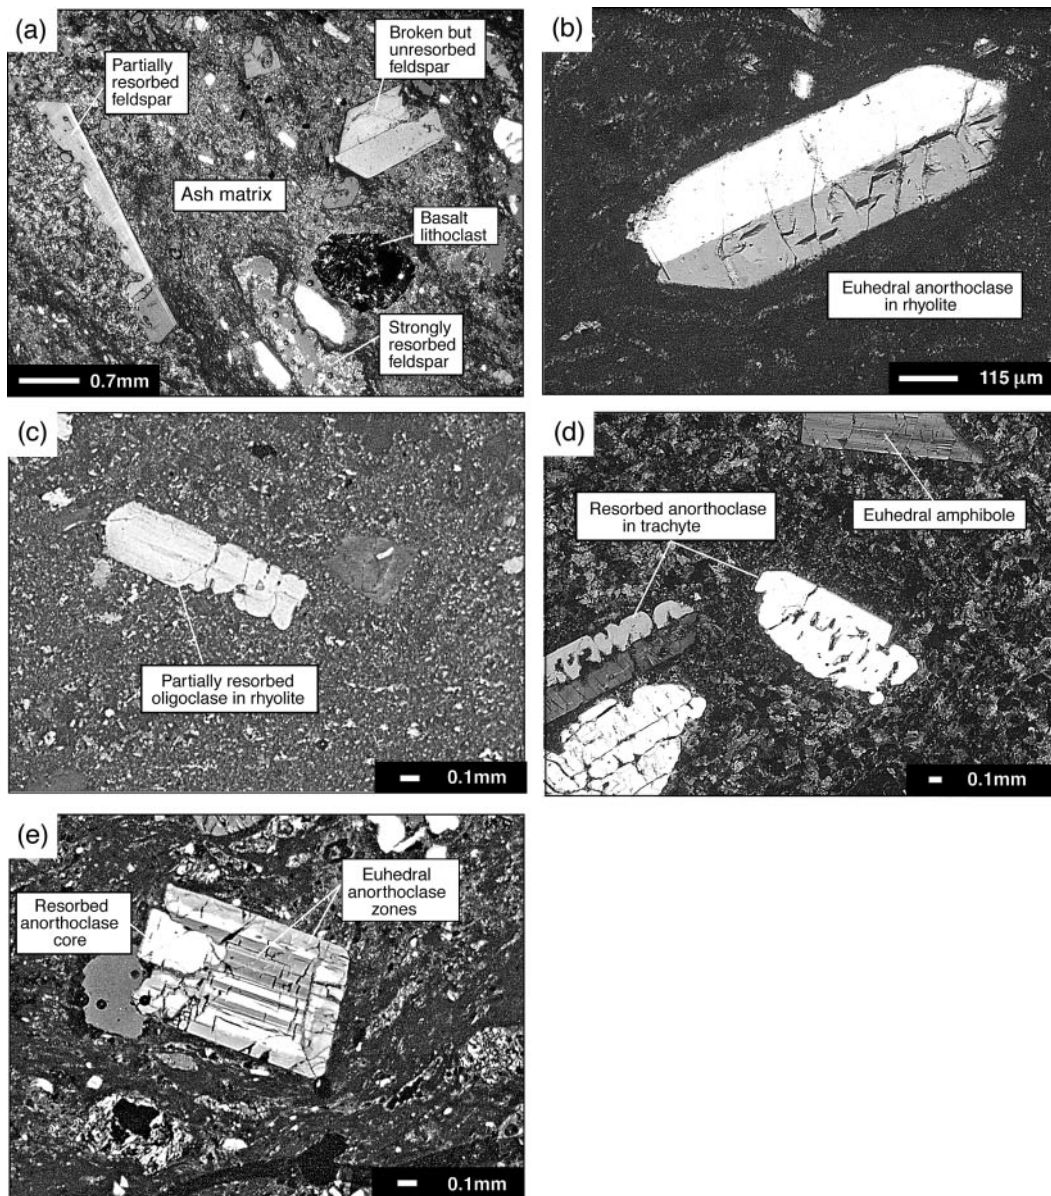 (a)
Partially
resorbed
feldspar
Broken but
unresorbed
feldspar
Ash matrix
Basalt
lithoclast
Strongly
resorbed
feldspar
0.7mm
(b)
Euhedral anorthoclase
in rhyolite
115 μm
(c)
Partially resorbed
oligoclase in rhyolite
0.1mm
(d)
Resorbed anorthoclase
in trachyte
Euhedral amphibole
0.1mm
(e)
Resorbed
anorthoclase
core
Euhedral
anorthoclase
zones
0.1mm